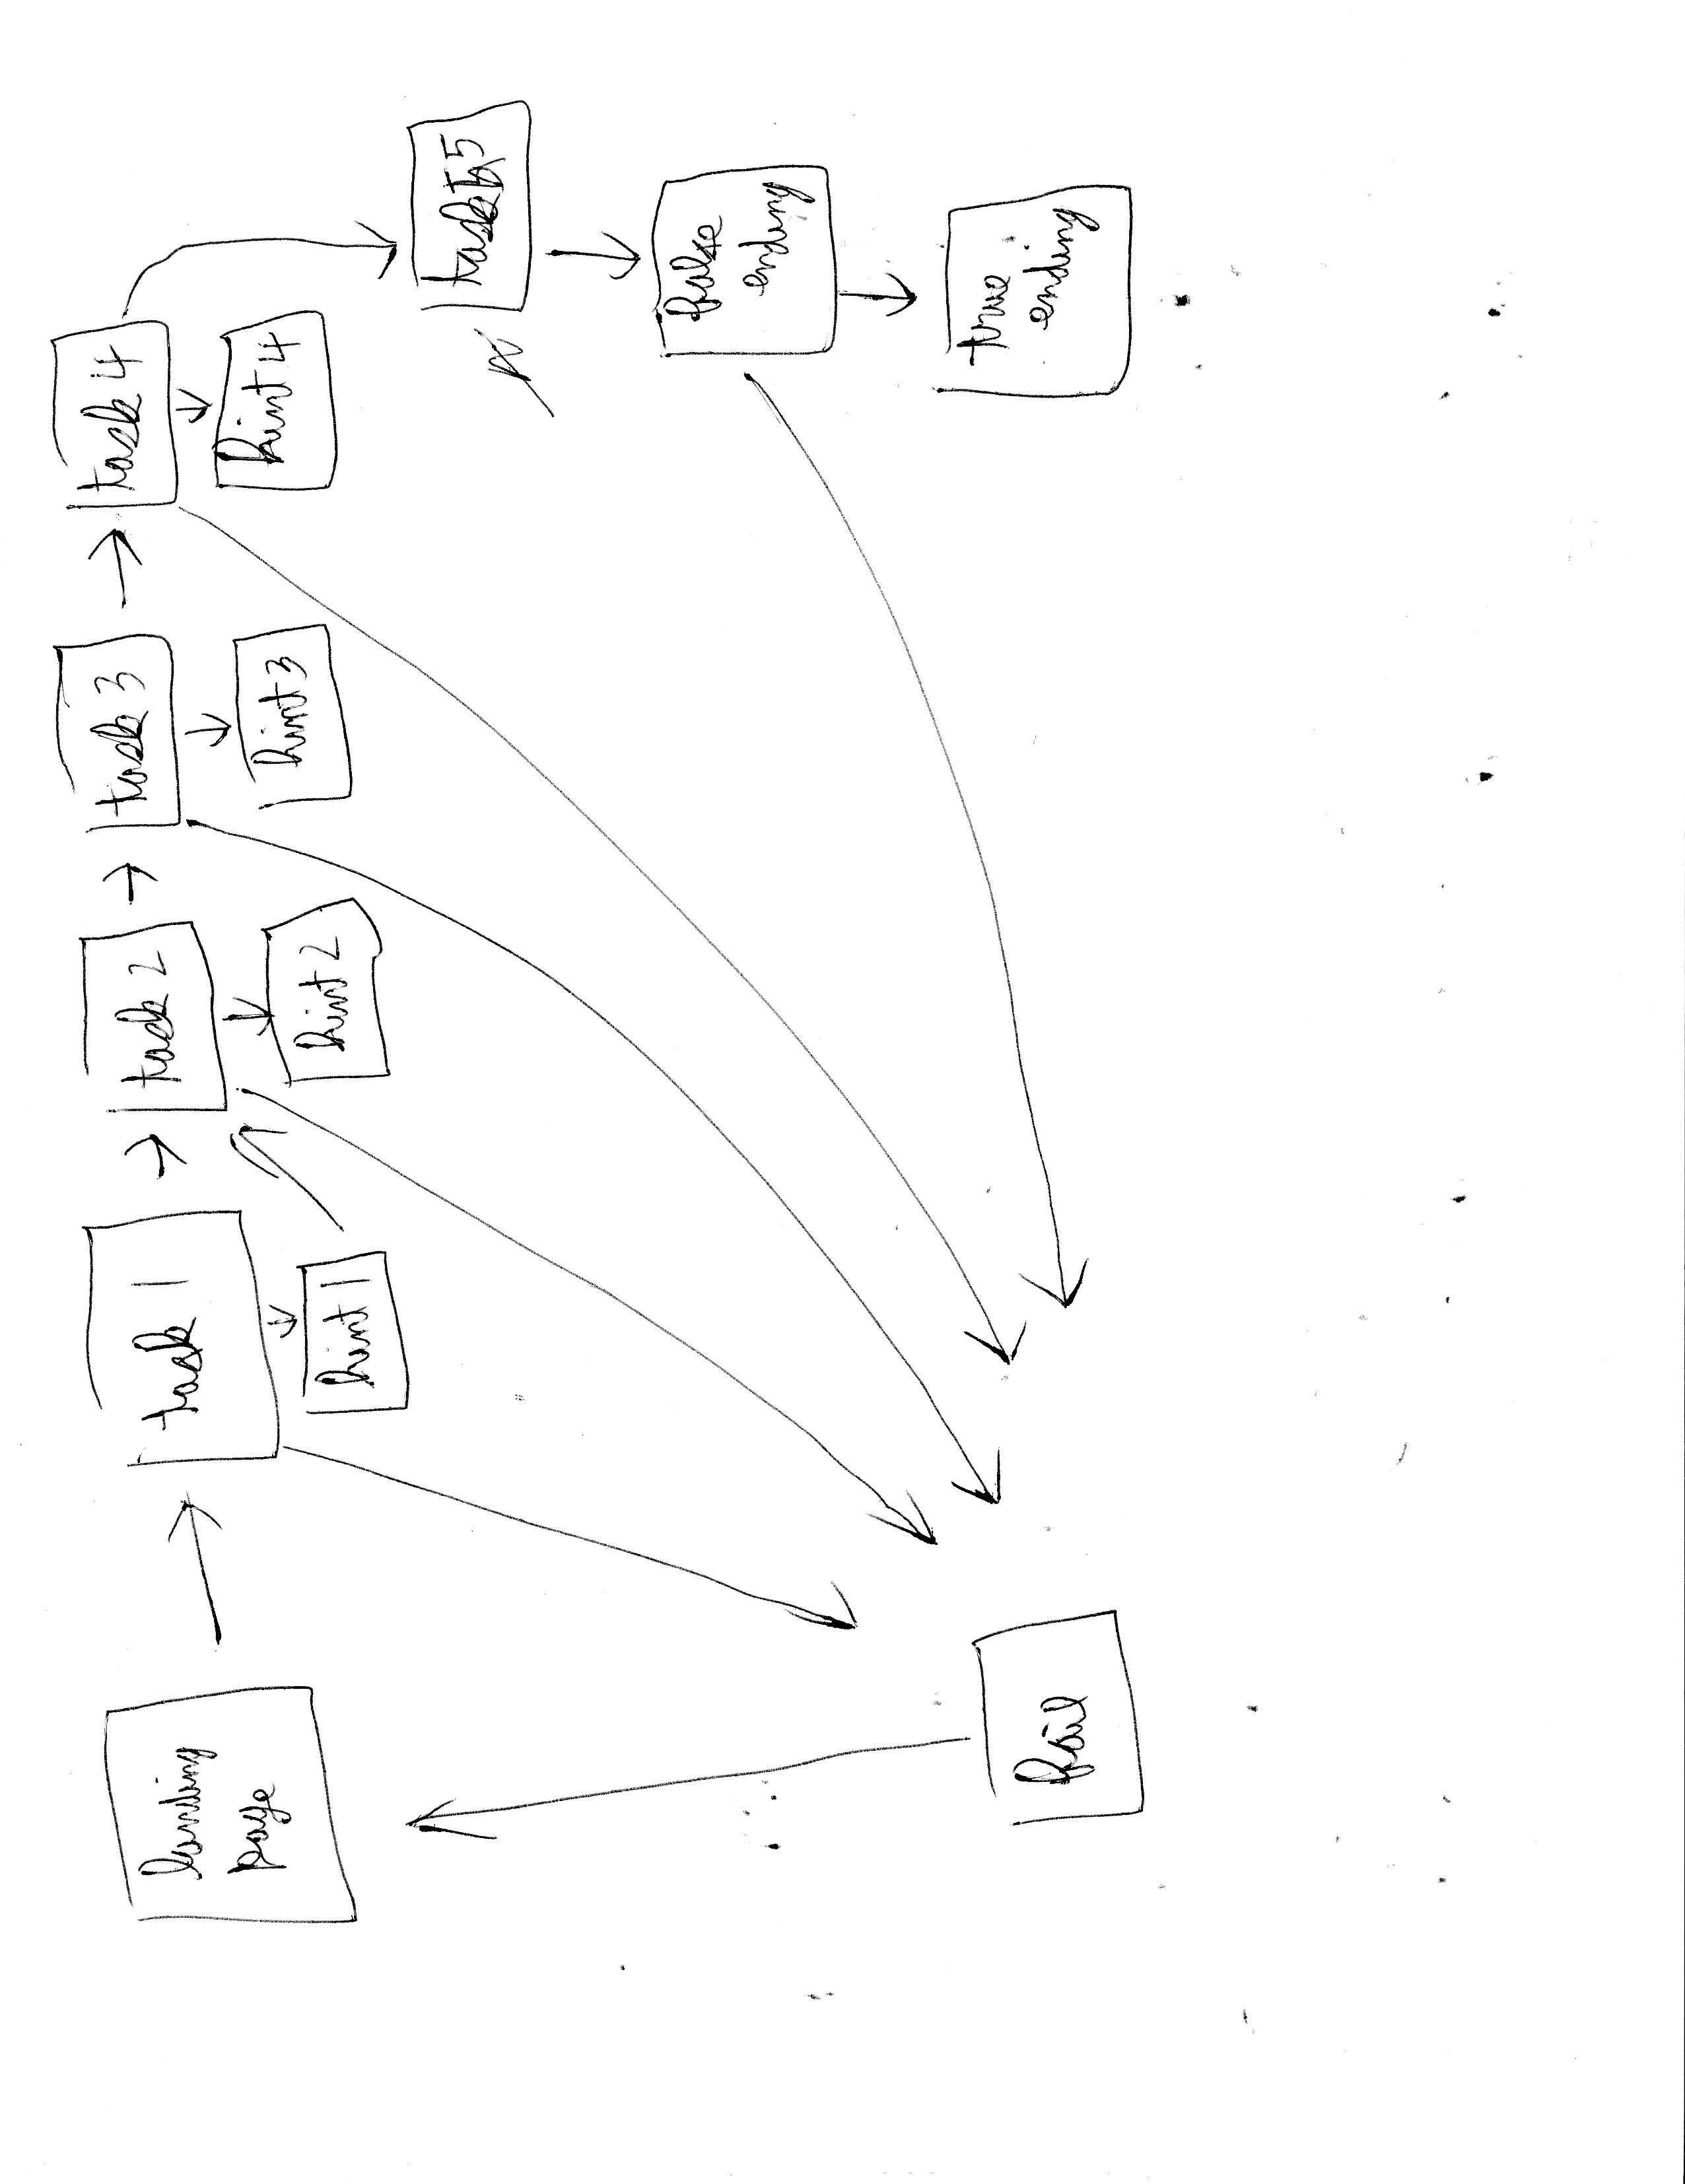 landing
page
task 1
hint 1
task 2
hint 2
task 3
hint 3
task 4
hint 4
task 5
false
ending
true
ending
fail